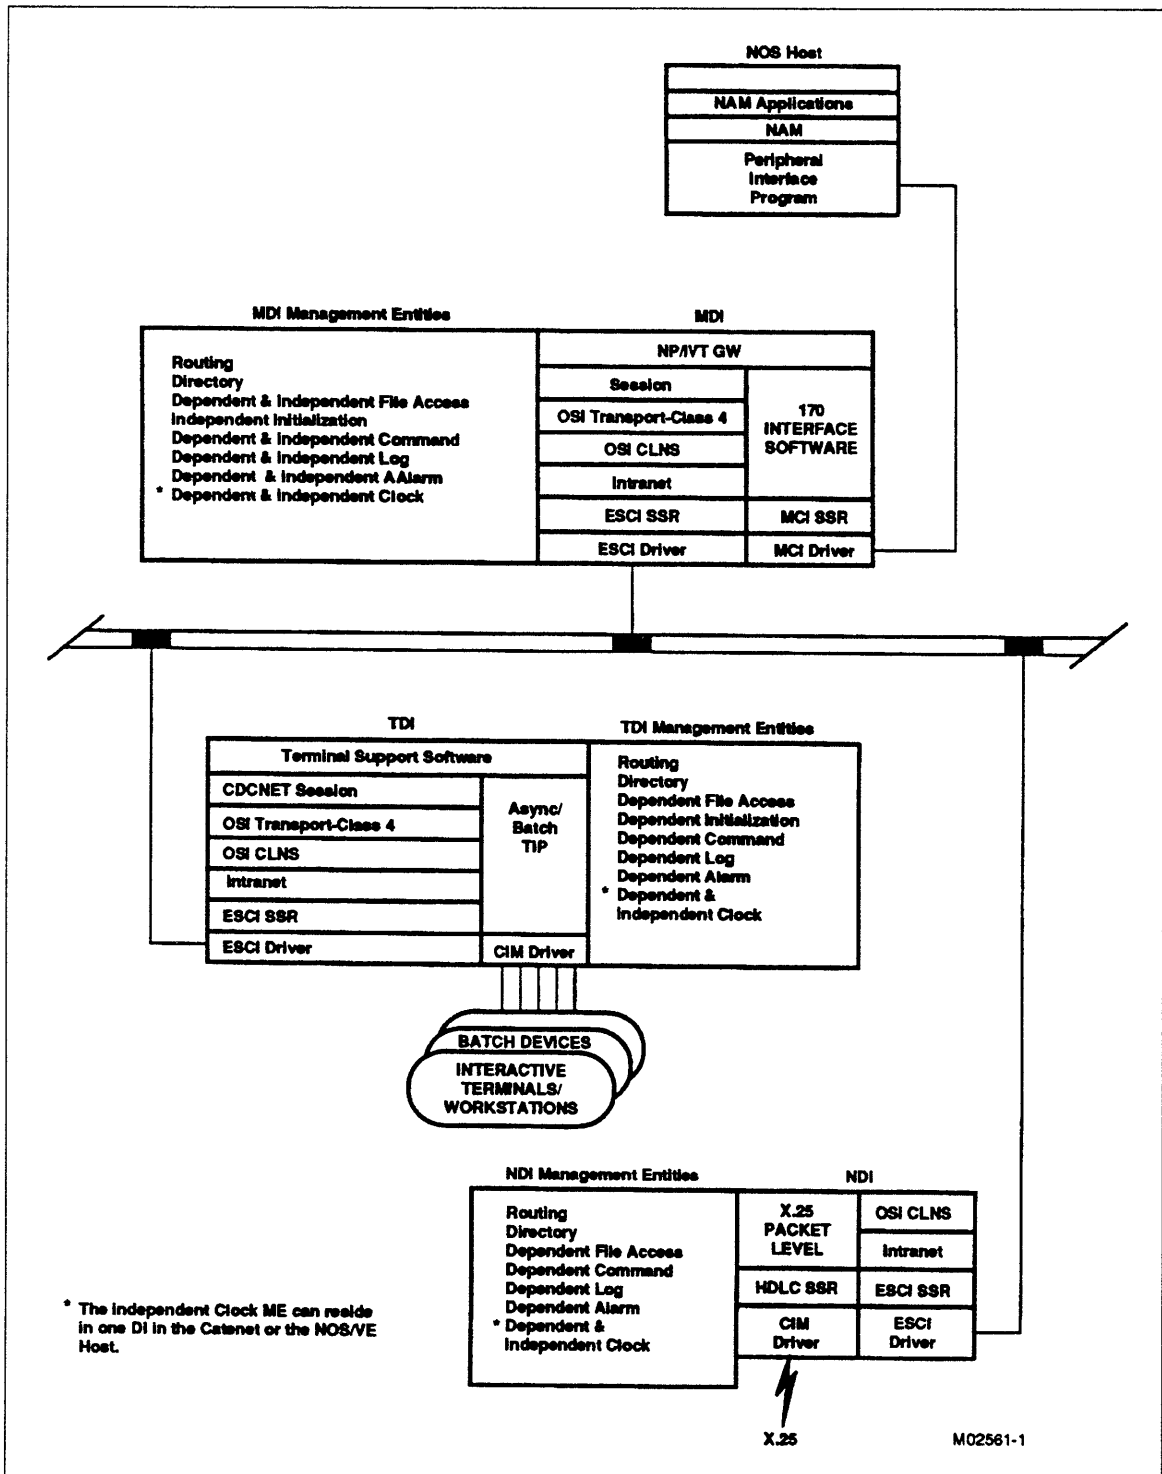 NOS Host
NAM Applications
NAM
Peripheral
Interface
Program
MDI Management Entities
Routing
Directory
Dependent & Independent File Access
Independent Initialization
Dependent & Independent Command
Dependent & Independent Log
Dependent & Independent AAlarm
* Dependent & Independent Clock
MDI
NP/IVT GW
Session
OSI Transport-Class 4
OSI CLNS
Intranet
ESCI SSR
ESCI Driver
170
INTERFACE
SOFTWARE
MCI SSR
MCI Driver
TDI
Terminal Support Software
CDCNET Session
OSI Transport-Class 4
OSI CLNS
Intranet
ESCI SSR
ESCI Driver
Async/
Batch
TIP
CIM Driver
TDI Management Entities
Routing
Directory
Dependent File Access
Dependent Initialization
Dependent Command
Dependent Log
Dependent Alarm
* Dependent &
Independent Clock
BATCH DEVICES
INTERACTIVE
TERMINALS/
WORKSTATIONS
NDI Management Entities
Routing
Directory
Dependent File Access
Dependent Command
Dependent Log
Dependent Alarm
* Dependent &
Independent Clock
NDI
X.25
PACKET
LEVEL
HDLC SSR
CIM
Driver
OSI CLNS
Intranet
ESCI SSR
ESCI
Driver
* The Independent Clock ME can reside
in one DI in the Catenet or the NOS/VE
Host.
X.25
M02561-1